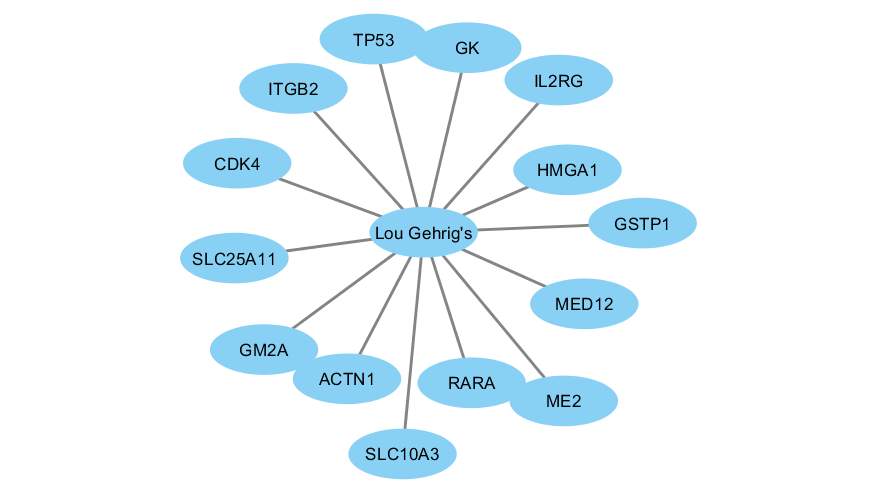 TP53
GK
IL2RG
ITGB2
CDK4
HMGA1
GSTP1
Lou Gehrig's
SLC25A11
MED12
GM2A
ACTN1
RARA
ME2
SLC10A3